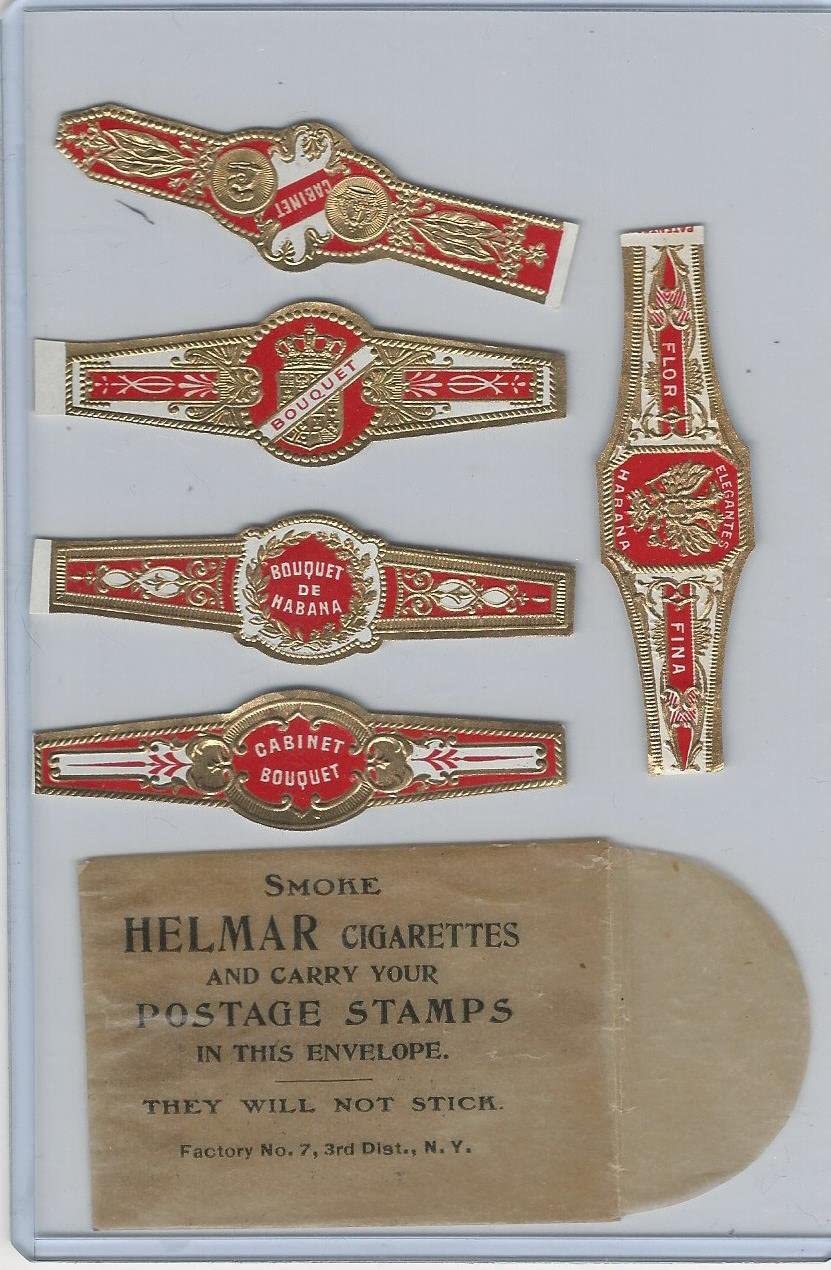 CABINET
BOUQUET
BOUQUET
DE
HABANA
CABINET
BOUQUET
FLOR
ELEGANTES
HABANA
FINA
SMOKE
HELMAR CIGARETTES
AND CARRY YOUR
POSTAGE STAMPS
IN THIS ENVELOPE.
THEY WILL NOT STICK.
Factory No. 7, 3rd Dist., N. Y.